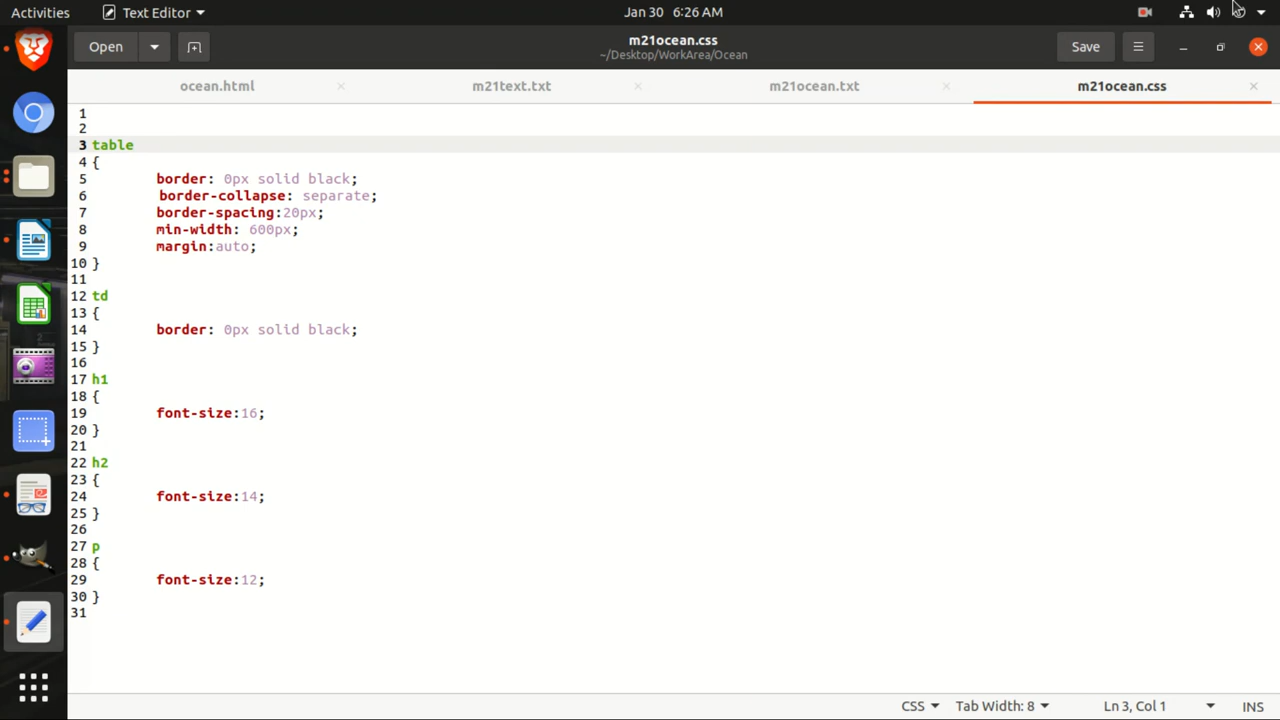 Activities Text Editor Jan 30 6:26 AM
Open m21ocean.css Save
~/Desktop/WorkArea/Ocean
ocean.html m21text.txt m21ocean.txt m21ocean.css
1
2
3 table
4 {
5 border: 0px solid black;
6 border-collapse: separate;
7 border-spacing:20px;
8 min-width: 600px;
9 margin:auto;
10 }
11
12 td
13 {
14 border: 0px solid black;
15 }
16
17 h1
18 {
19 font-size:16;
20 }
21
22 h2
23 {
24 font-size:14;
25 }
26
27 p
28 {
29 font-size:12;
30 }
31
CSS Tab Width: 8 Ln 3, Col 1 INS